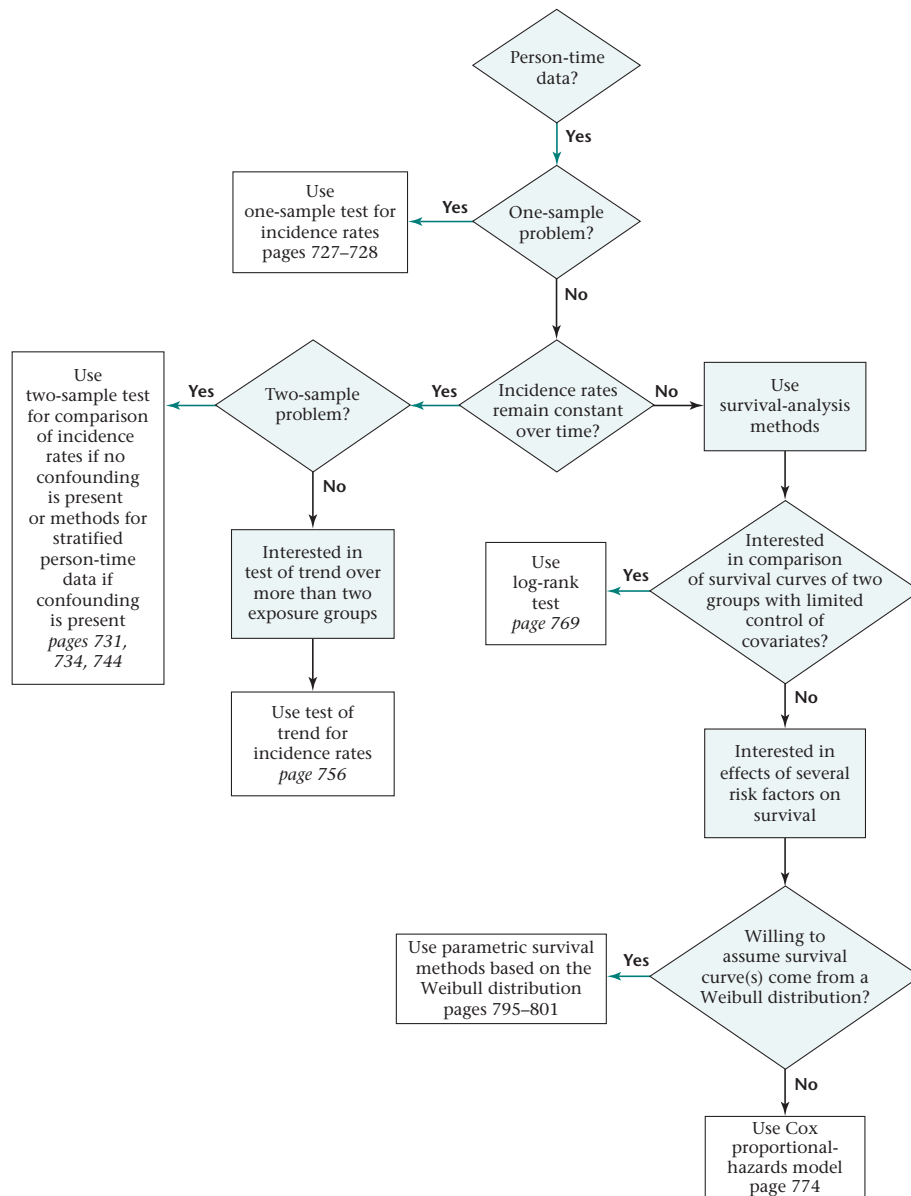 Person-time
data?
Yes
One-sample
problem?
Yes
Use
one-sample test for
incidence rates
pages 727–728
No
Incidence rates
remain constant
over time?
Yes
Two-sample
problem?
Yes
Use
two-sample test
for comparison
of incidence
rates if no
confounding
is present
or methods for
stratified
person-time
data if
confounding
is present
pages 731,
734, 744
No
Interested in
test of trend over
more than two
exposure groups
Use test of
trend for
incidence rates
page 756
No
Use
survival-analysis
methods
Interested
in comparison
of survival curves of two
groups with limited
control of
covariates?
Yes
Use
log-rank
test
page 769
No
Interested in
effects of several
risk factors on
survival
Willing to
assume survival
curve(s) come from a
Weibull distribution?
Yes
Use parametric survival
methods based on the
Weibull distribution
pages 795–801
No
Use Cox
proportional-
hazards model
page 774